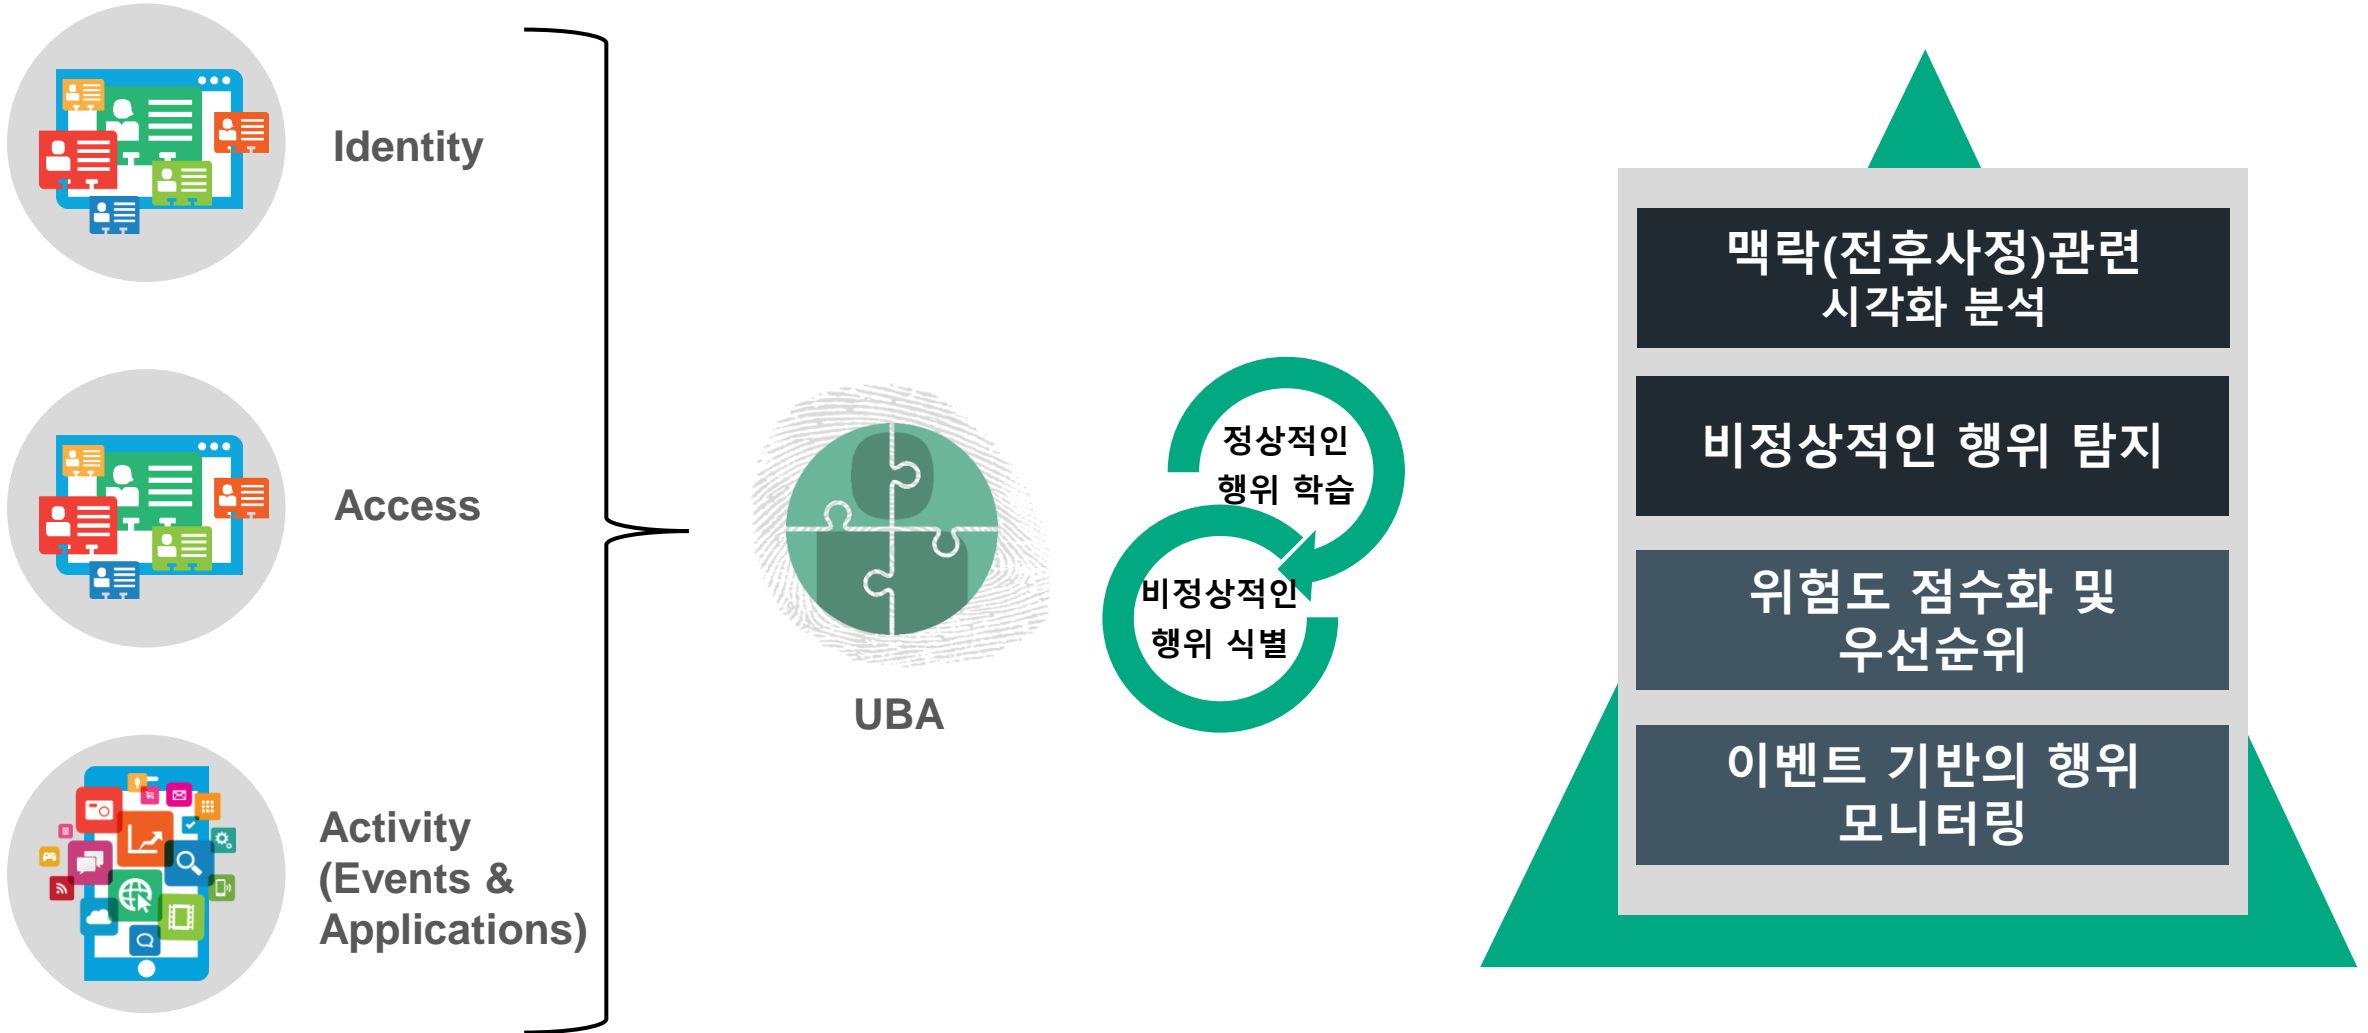 Identity
Access
Activity
(Events &
Applications)
UBA
정상적인
행위 학습
비정상적인
행위 식별
맥락(전후사정)관련
시각화 분석
비정상적인 행위 탐지
위험도 점수화 및
우선순위
이벤트 기반의 행위
모니터링